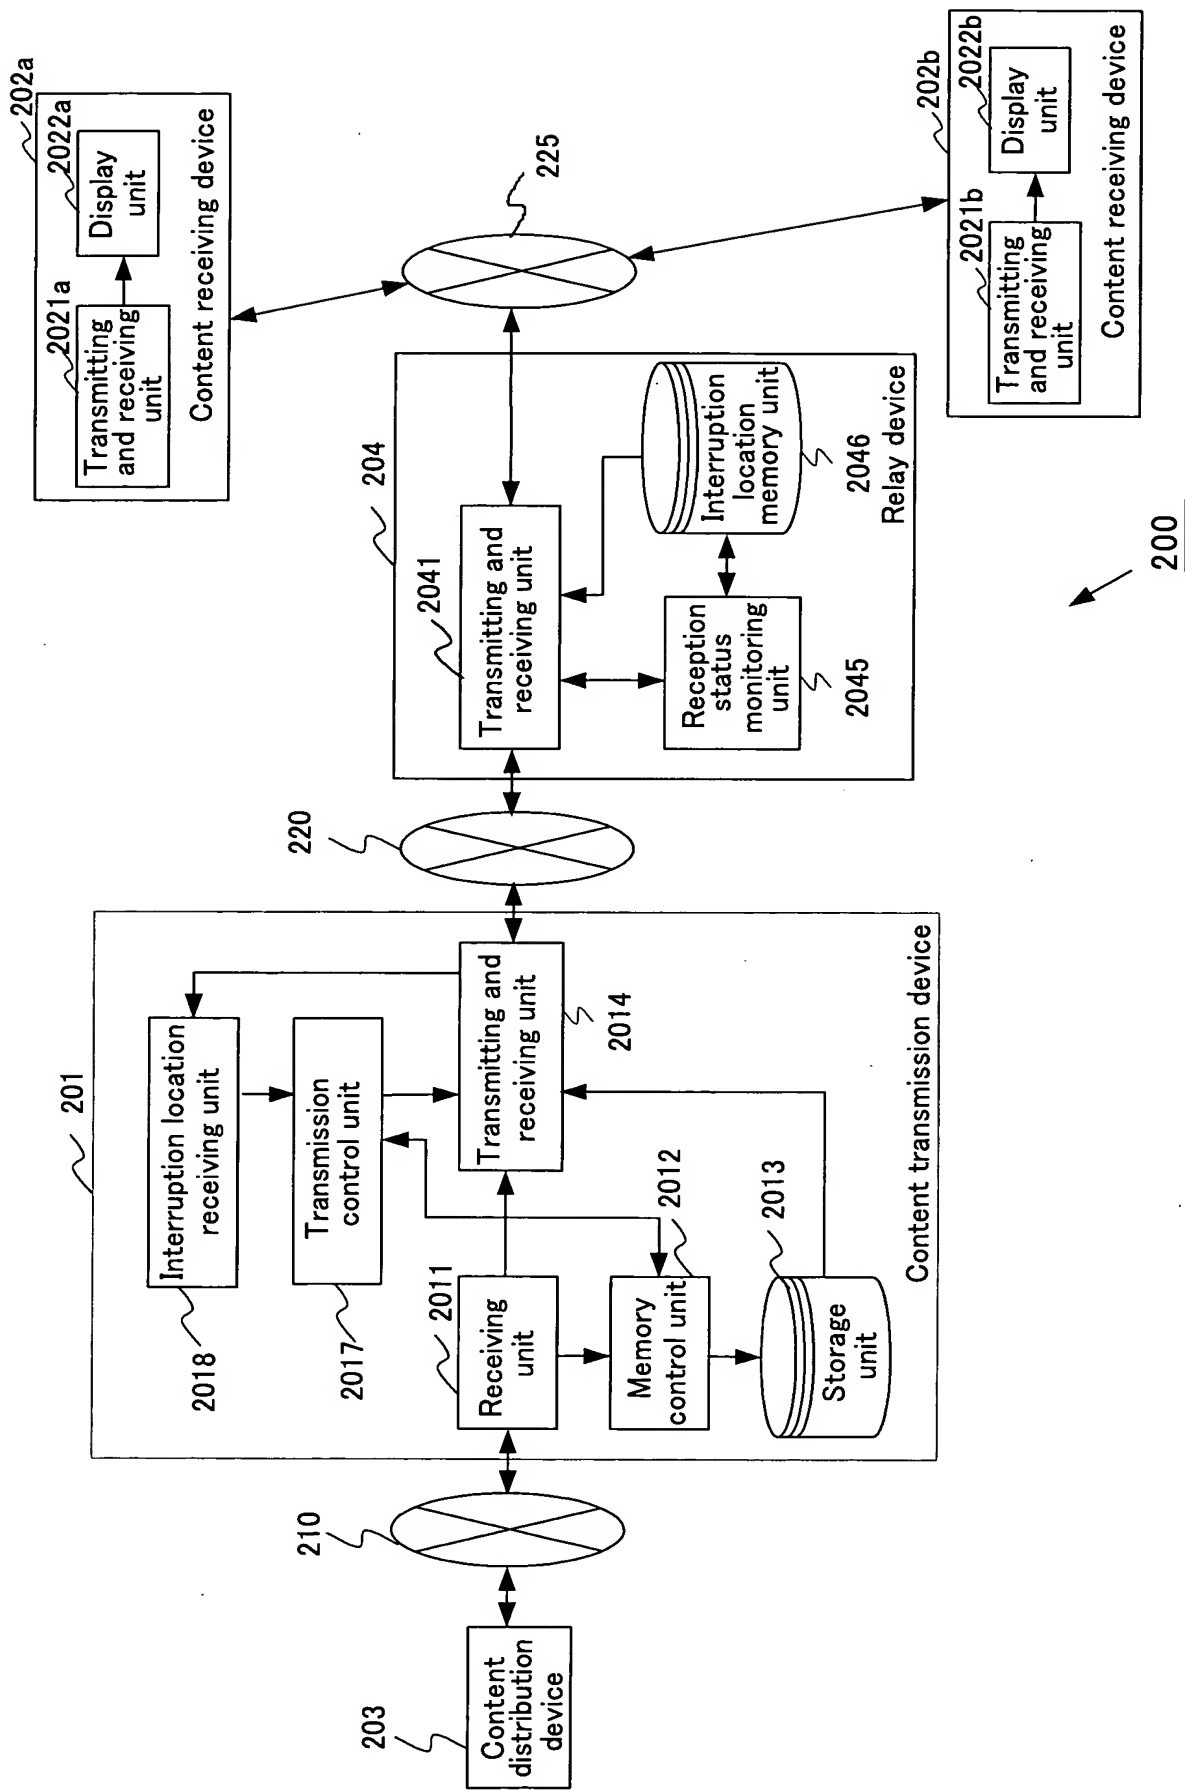 203
Content
distribution
device
210
201
Interruption location
receiving unit
2018
Transmission
control unit
2017
2011
Receiving
unit
Transmitting and
receiving unit
2014
Memory
control unit
2012
2013
Storage
unit
Content transmission device
220
204
2041
Transmitting and
receiving unit
Reception
status
monitoring
unit
2045
Interruption
location
memory unit
2046
Relay device
225
202a
2021a
Transmitting
and receiving
unit
2022a
Display
unit
Content receiving device
202b
2021b
Transmitting
and receiving
unit
2022b
Display
unit
Content receiving device
200